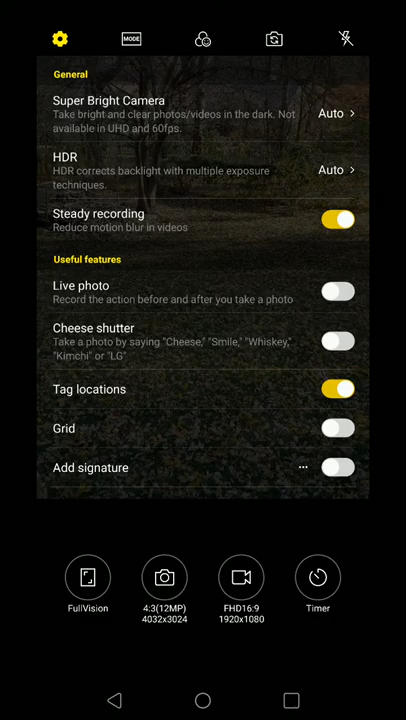 MODE
General
Super Bright Camera
Take bright and clear photos/videos in the dark. Not
available in UHD and 60fps.
Auto
HDR
HDR corrects backlight with multiple exposure
techniques.
Auto
Steady recording
Reduce motion blur in videos
Useful features
Live photo
Record the action before and after you take a photo
Cheese shutter
Take a photo by saying "Cheese," "Smile," "Whiskey,"
"Kimchi" or "LG"
Tag locations
Grid
Add signature
FullVision
4:3(12MP)
4032x3024
FHD16:9
1920x1080
Timer